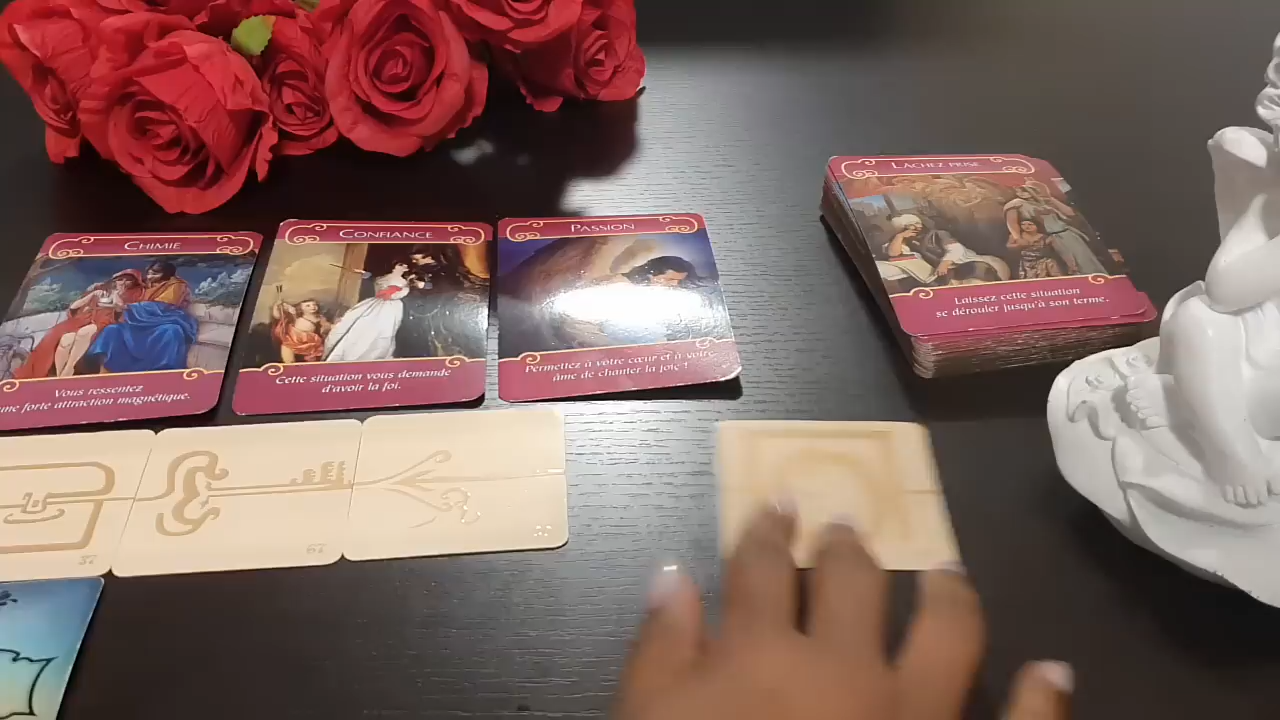 LÂCHEZ PRISE
Laissez cette situation
se dérouler jusqu'à son terme.
CHIMIE
Vous ressentez
une forte attraction magnétique.
CONFIANCE
Cette situation vous demande
d'avoir la foi.
PASSION
Permettez à votre cœur et à votre
âme de chanter la joie !
37
67